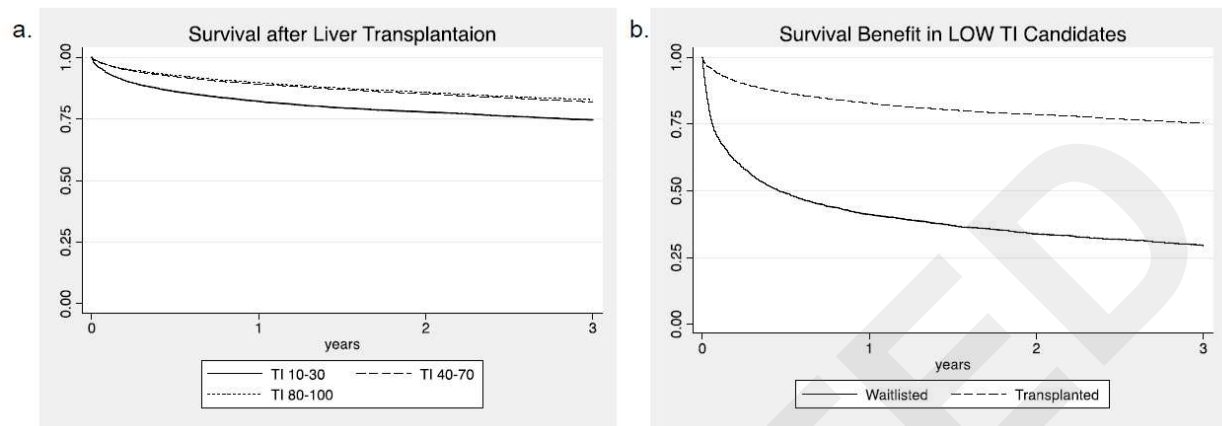 a.
Survival after Liver Transplantaion
1.00
0.75
0.50
0.25
0.00
0 1 2 3
years
TI 10-30 TI 40-70
TI 80-100
b.
Survival Benefit in LOW TI Candidates
1.00
0.75
0.50
0.25
0.00
0 1 2 3
years
Waitlisted Transplanted
TED